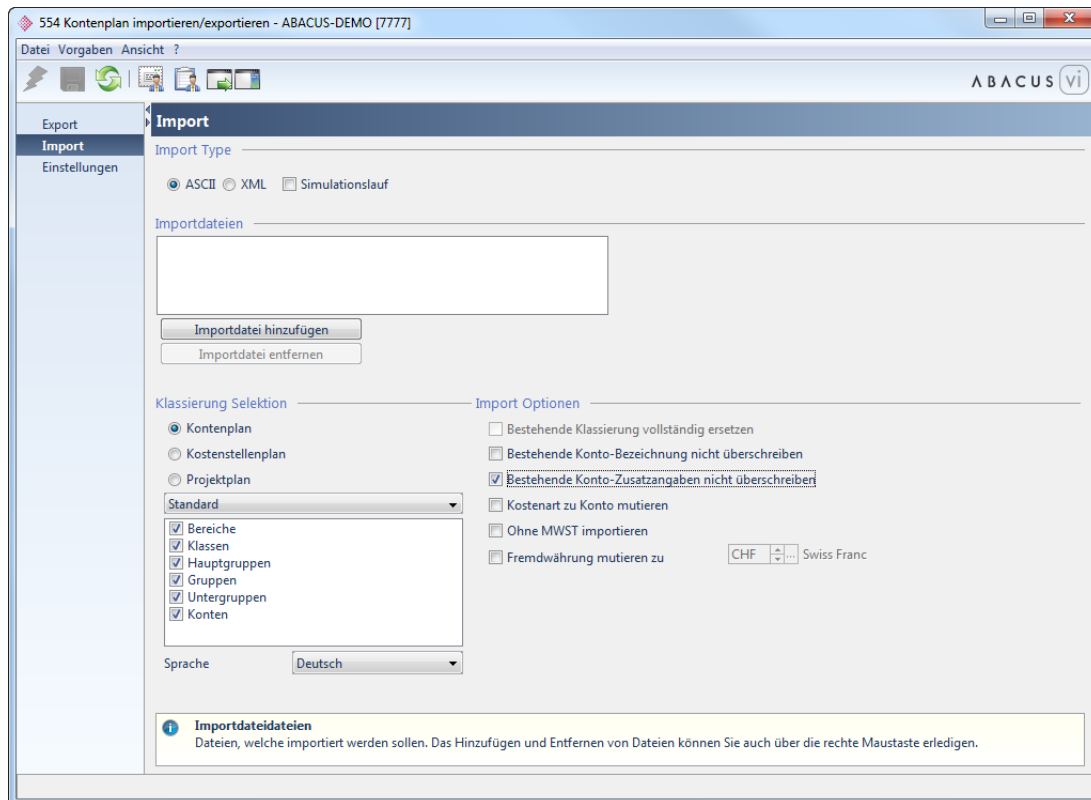 554 Kontenplan importieren/exportieren - ABACUS-DEMO [7777]
Datei Vorgaben Ansicht ?
ABACUS vi
Export
Import
Einstellungen
Import
Import Type
ASCII XML Simulationslauf
Importdateien
Importdatei hinzufügen
Importdatei entfernen
Klassierung Selektion
Kontenplan
Kostenstellenplan
Projektplan
Standard
Bereiche
Klassen
Hauptgruppen
Gruppen
Untergruppen
Konten
Sprache Deutsch
Import Optionen
Bestehende Klassierung vollständig ersetzen
Bestehende Konto-Bezeichnung nicht überschreiben
Bestehende Konto-Zusatzangaben nicht überschreiben
Kostenart zu Konto mutieren
Ohne MWST importieren
Fremdwährung mutieren zu CHF ... Swiss Franc
Importdateidateien
Dateien, welche importiert werden sollen. Das Hinzufügen und Entfernen von Dateien können Sie auch über die rechte Maustaste erledigen.